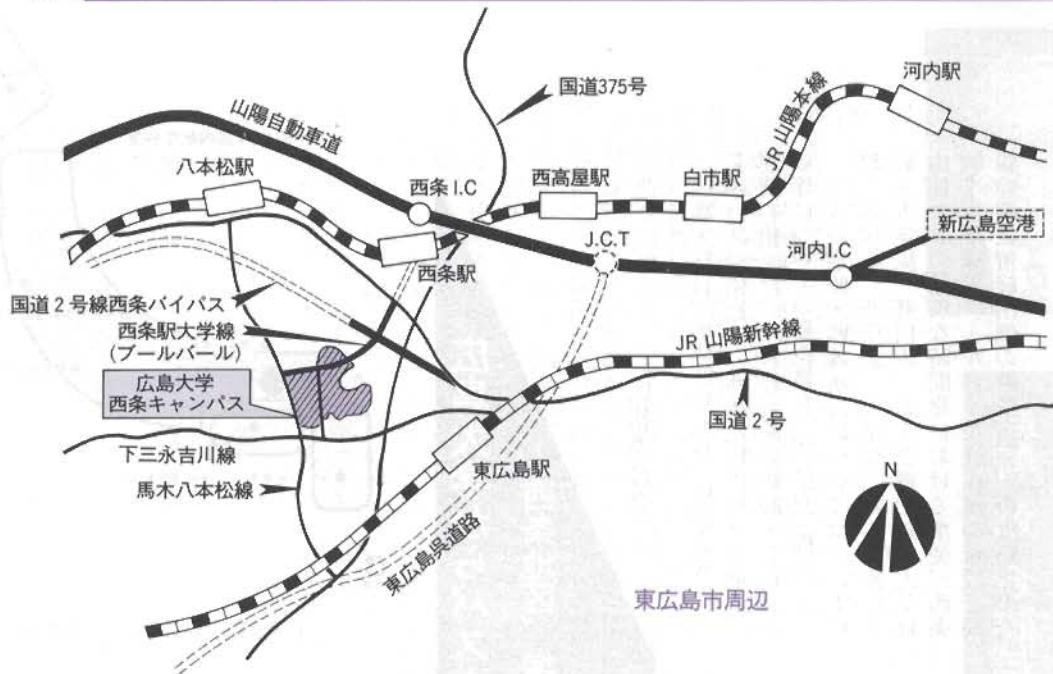 国道375号
河内駅
山陽自動車道
JR 山陽本線
八本松駅
西条 I.C
西高屋駅
白市駅
新広島空港
J.C.T
河内I.C
西条駅
国道2号線西条バイパス
西条駅大学線
(ブールバール)
JR 山陽新幹線
広島大学
西条キャンパス
国道2号
下三永吉川線
東広島駅
馬木八本松線
N
東広島呉道路
東広島市周辺